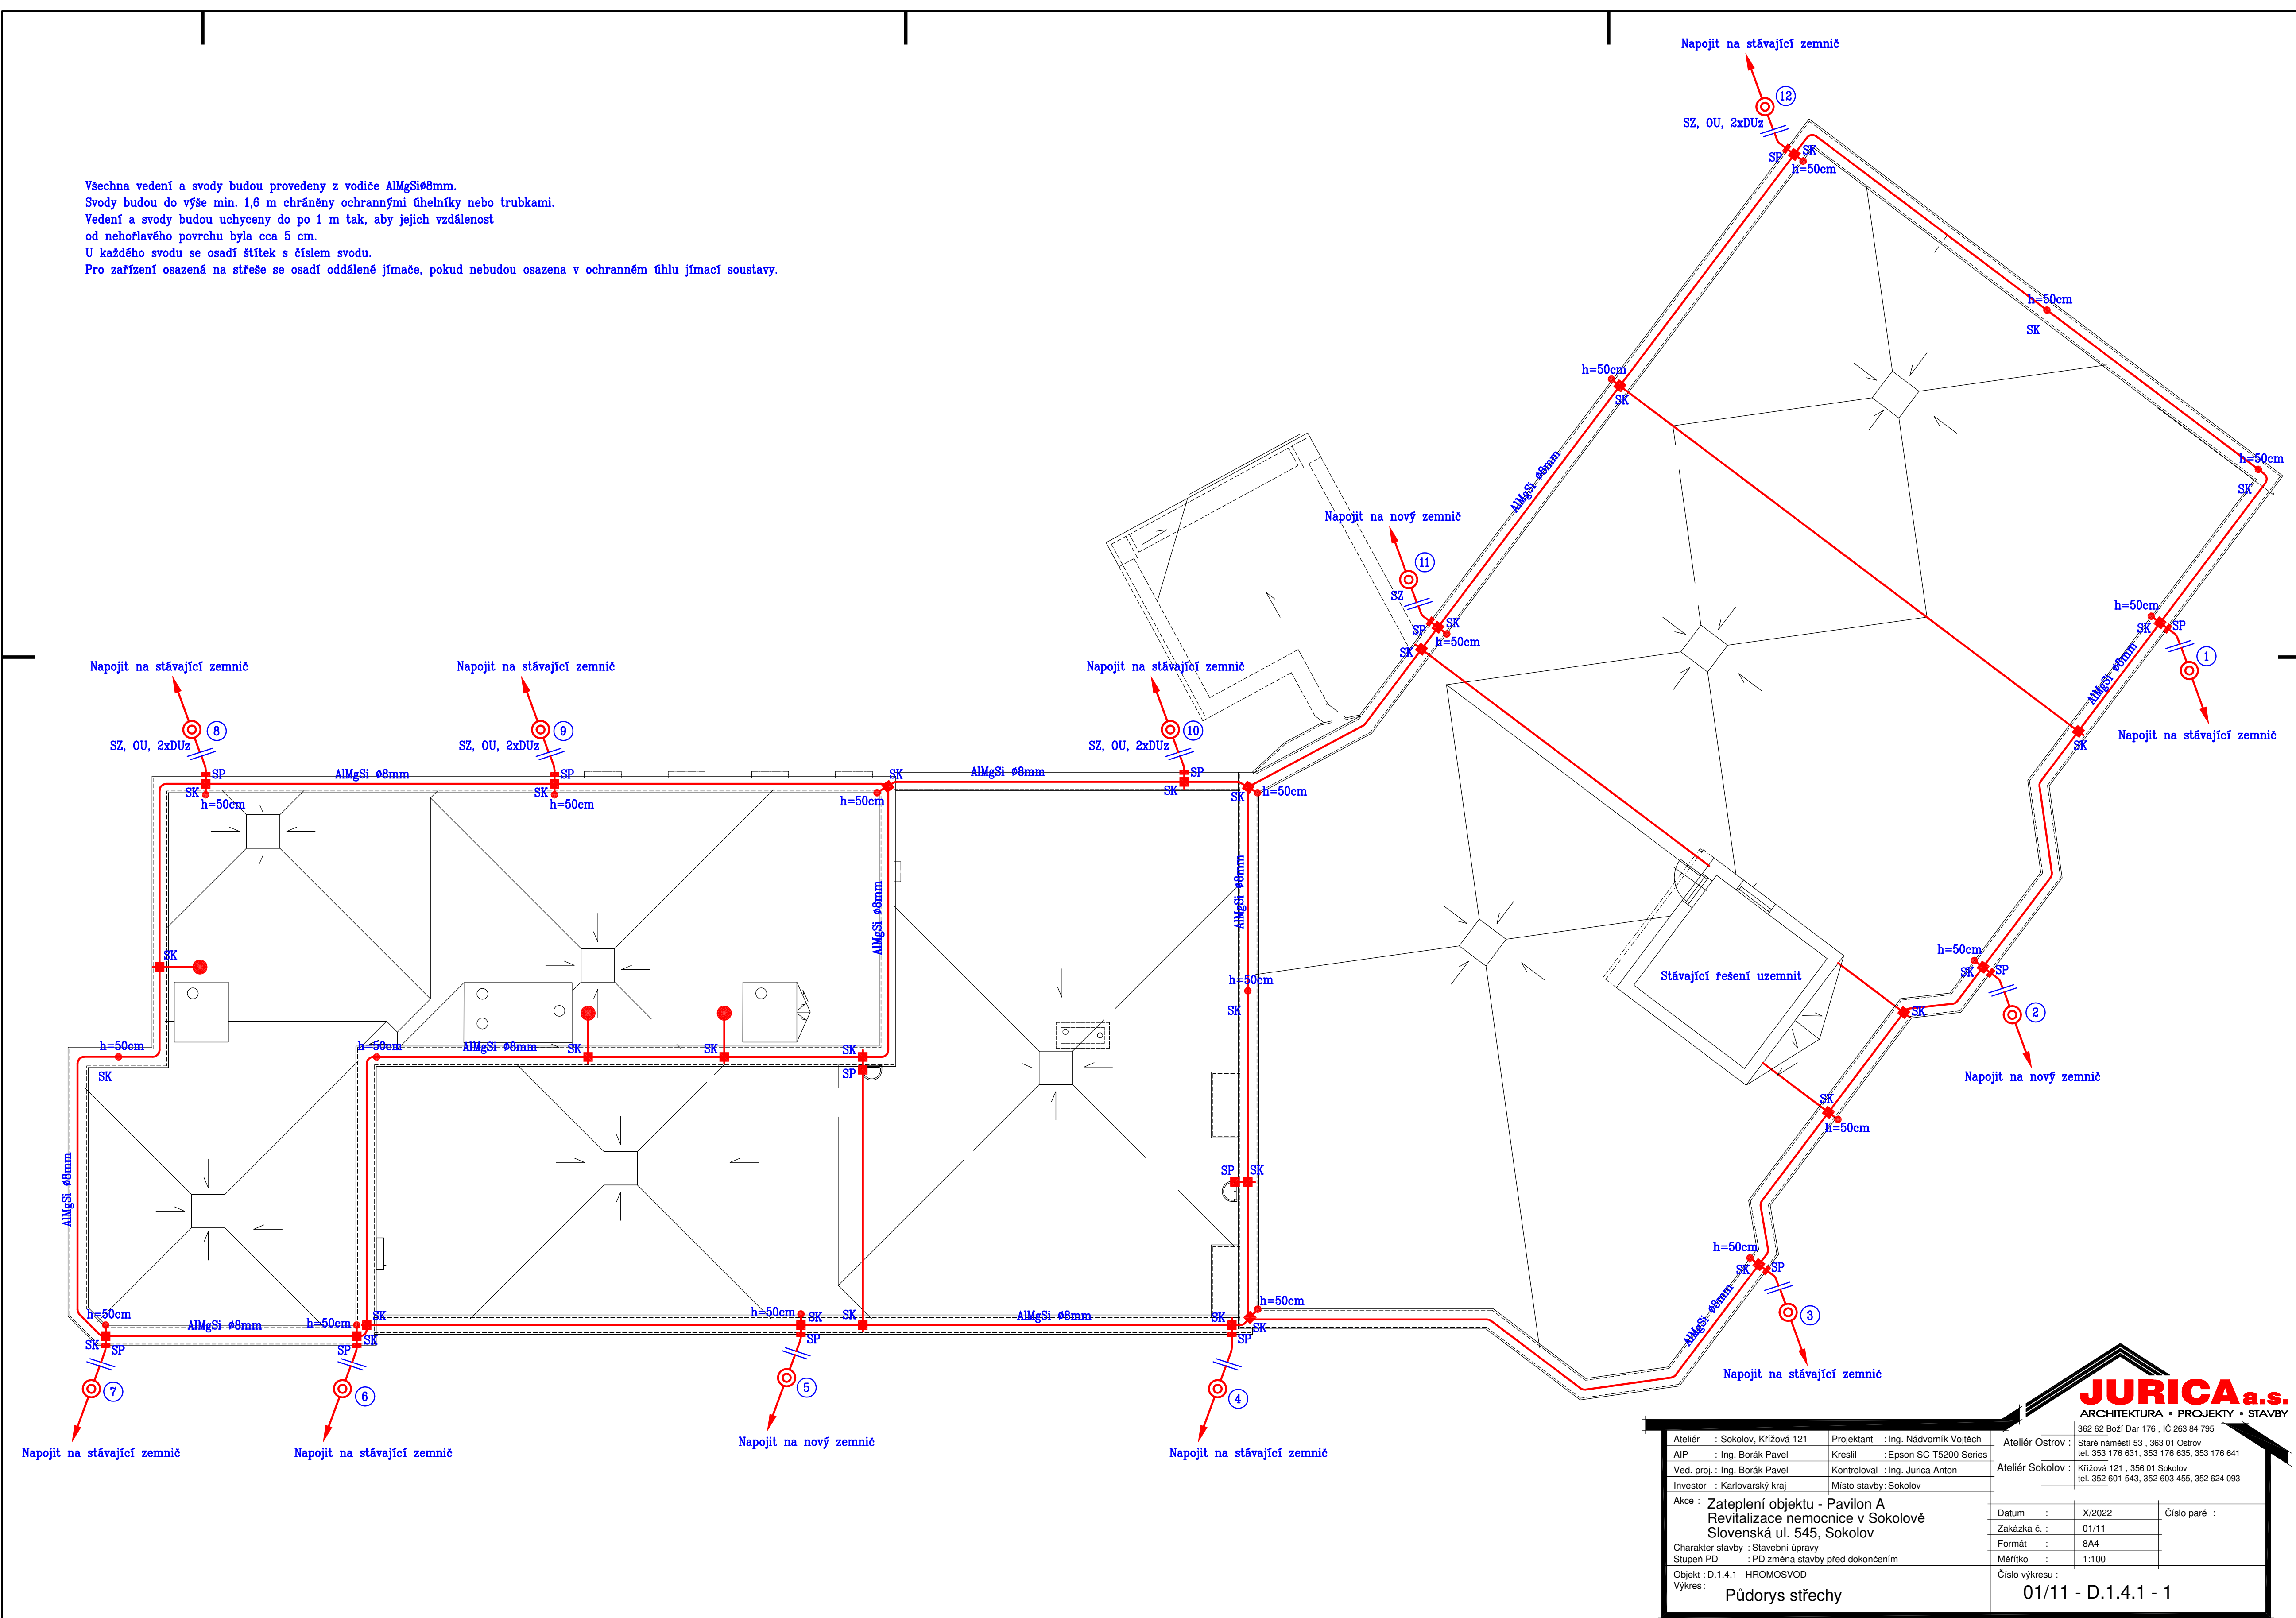 Napojit na stávající zemnič
12
SZ, OU, 2xDUz
SP
SK
h=50cm
Všechna vedení a svody budou provedeny z vodiče AlMgSiø8mm.
Svody budou do výše min. 1,6 m chráněny ochrannými úhelníky nebo trubkami.
Vedení a svody budou uchyceny do po 1 m tak, aby jejich vzdálenost
od nehořlavého povrchu byla cca 5 cm.
U každého svodu se osadí štítek s číslem svodu.
Pro zařízení osazená na střeše se osadí oddálené jímače, pokud nebudou osazena v ochranném úhlu jímací soustavy.
h=50cm
SK
h=50cm
SK
AlMgSi ø8mm
h=50cm
SK
Napojit na nový zemnič
11
SZ
SP
SK
h=50cm
SK
h=50cm
SK
SP
1
AlMgSi ø8mm
Napojit na stávající zemnič
SK
Napojit na stávající zemnič
8
SZ, OU, 2xDUz
SP
SK
h=50cm
AlMgSi ø8mm
Napojit na stávající zemnič
9
SZ, OU, 2xDUz
SP
SK
h=50cm
SK
h=50cm
AlMgSi ø8mm
Napojit na stávající zemnič
10
SZ, OU, 2xDUz
SP
SK
SK
h=50cm
AlMgSi ø8mm
AlMgSi ø8mm
SK
h=50cm
SK
Stávající řešení uzemnit
h=50cm
SK
SP
2
Napojit na nový zemnič
SK
h=50cm
SK
h=50cm
AlMgSi ø8mm
SK
SK
SK
SP
SK
h=50cm
AlMgSi ø8mm
SP
SK
h=50cm
SK
SP
3
AlMgSi ø8mm
Napojit na stávající zemnič
h=50cm
AlMgSi ø8mm
SK
SP
7
Napojit na stávající zemnič
h=50cm
SK
SK
SP
6
Napojit na stávající zemnič
h=50cm
SK
SP
5
Napojit na nový zemnič
SK
AlMgSi ø8mm
SK
h=50cm
SK
SP
4
Napojit na stávající zemnič
JURICA a.s.
ARCHITEKTURA • PROJEKTY • STAVBY
362 62 Boží Dar 176 , IČ 263 84 795
Ateliér Ostrov : Staré náměstí 53 , 363 01 Ostrov
tel. 353 176 631, 353 176 635, 353 176 641
Ateliér Sokolov : Křížová 121 , 356 01 Sokolov
tel. 352 601 543, 352 603 455, 352 624 093
Ateliér : Sokolov, Křížová 121 Projektant : Ing. Nádvorník Vojtěch
AIP : Ing. Borák Pavel Kreslil : Epson SC-T5200 Series
Ved. proj. : Ing. Borák Pavel Kontroloval : Ing. Jurica Anton
Investor : Karlovarský kraj Místo stavby: Sokolov
Akce : Zateplení objektu - Pavilon A
Revitalizace nemocnice v Sokolově
Slovenská ul. 545, Sokolov
Charakter stavby : Stavební úpravy
Stupeň PD : PD změna stavby před dokončením
Objekt : D.1.4.1 - HROMOSVOD
Výkres : Půdorys střechy
Datum : X/2022 Číslo paré :
Zakázka č. : 01/11
Formát : 8A4
Měřítko : 1:100
Číslo výkresu :
01/11 - D.1.4.1 - 1